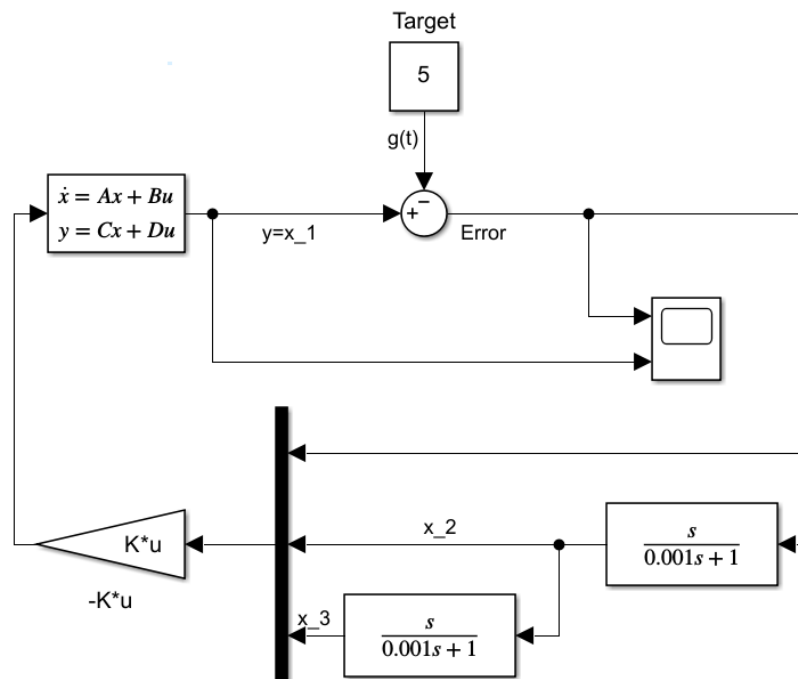 Target
5
g(t)
ẋ = Ax + Bu
y = Cx + Du
+
−
y=x_1
Error
x_2
s
0.001s + 1
K*u
-K*u
x_3
s
0.001s + 1